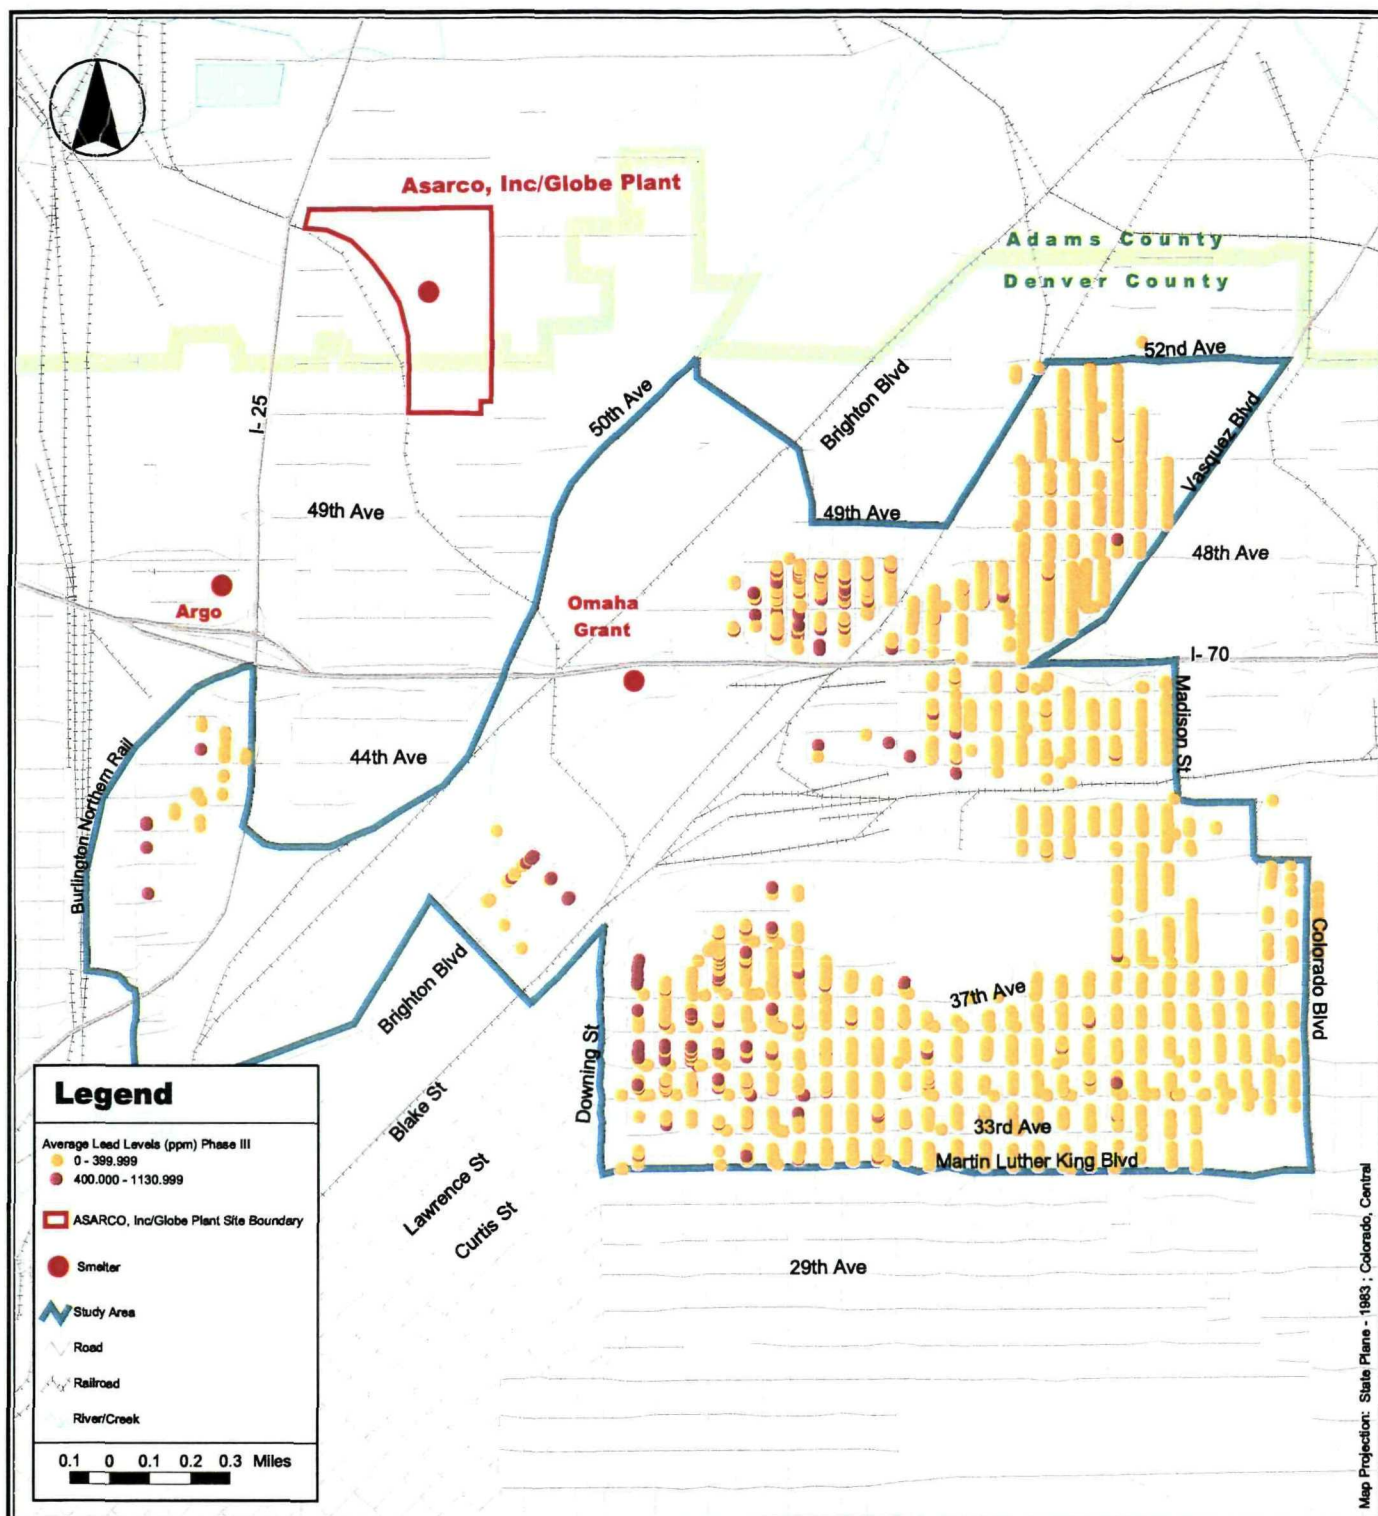 Asarco, Inc/Globe Plant
Adams County
Denver County
52nd Ave
Brighton Blvd
50th Ave
I- 25
Vasquez Blvd
49th Ave
49th Ave
48th Ave
Argo
Omaha
Grant
I- 70
Madison St
44th Ave
Burlington Northern Rail
Colorado Blvd
37th Ave
Brighton Blvd
Downing St
Blake St
33rd Ave
Martin Luther King Blvd
Lawrence St
Curtis St
29th Ave
Legend
Average Lead Levels (ppm) Phase III
0 - 399.999
400.000 - 1130.999
ASARCO, Inc/Globe Plant Site Boundary
Smelter
Study Area
Road
Railroad
River/Creek
0.1 0 0.1 0.2 0.3 Miles
Map Projection: State Plane - 1983 ; Colorado, Central